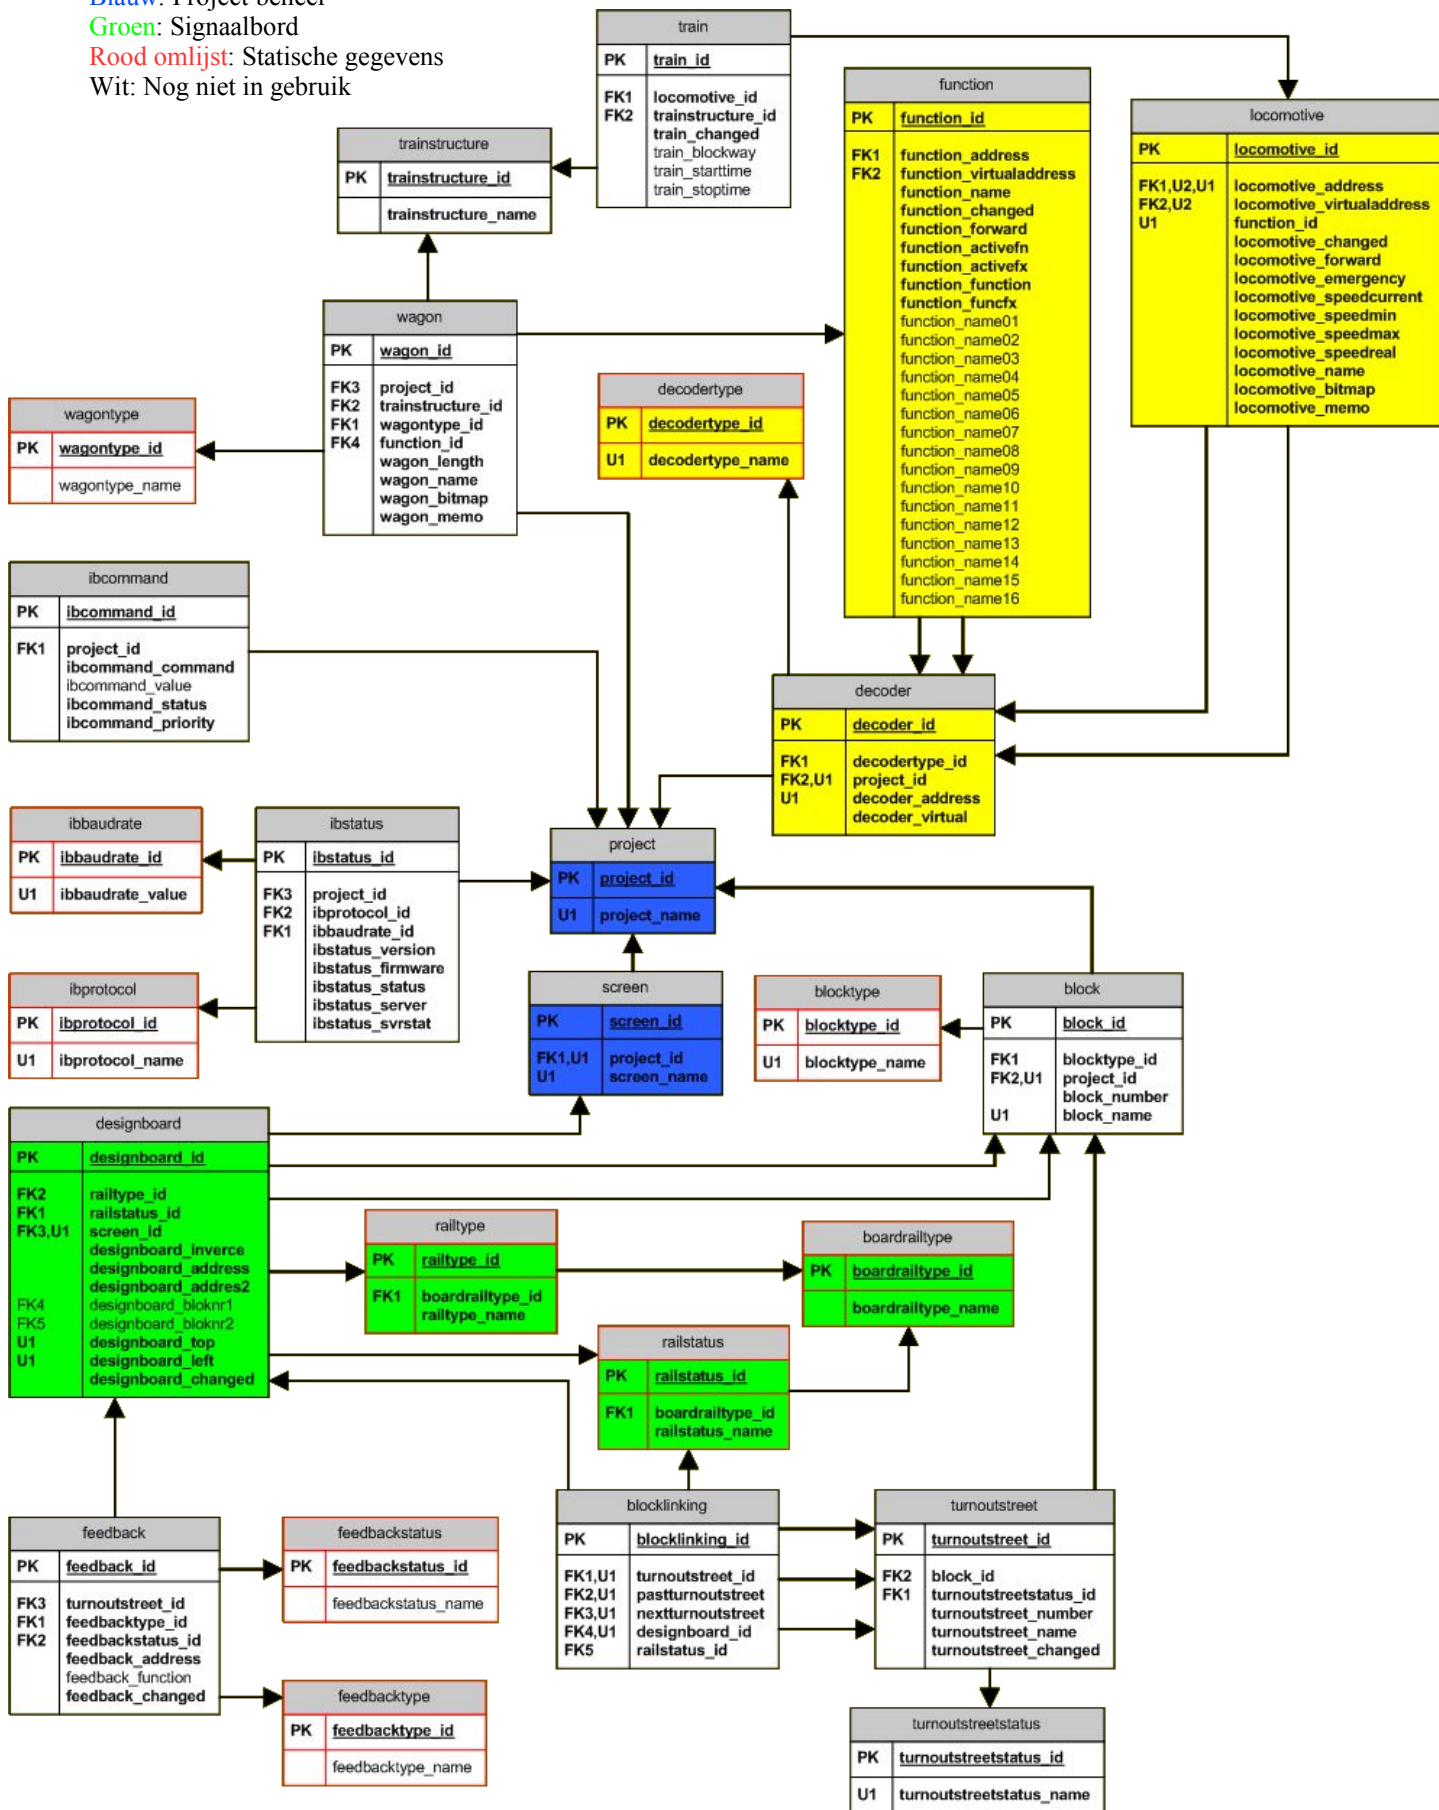 Blauw: Project beheer
Groen: Signaalbord
Rood omlijst: Statische gegevens
Wit: Nog niet in gebruik
train
PK train_id
FK1 locomotive_id
FK2 trainstructure_id
train_changed
train_blockway
train_starttime
train_stoptime
function
PK function_id
FK1 function_address
FK2 function_virtualaddress
function_name
function_changed
function_forward
function_activefn
function_activefx
function_function
function_funcfx
function_name01
function_name02
function_name03
function_name04
function_name05
function_name06
function_name07
function_name08
function_name09
function_name10
function_name11
function_name12
function_name13
function_name14
function_name15
function_name16
locomotive
PK locomotive_id
FK1,U2,U1 locomotive_address
FK2,U2 locomotive_virtualaddress
U1 function_id
locomotive_changed
locomotive_forward
locomotive_emergency
locomotive_speedcurrent
locomotive_speedmin
locomotive_speedmax
locomotive_speedreal
locomotive_name
locomotive_bitmap
locomotive_memo
trainstructure
PK trainstructure_id
trainstructure_name
wagon
PK wagon_id
FK3 project_id
FK2 trainstructure_id
FK1 wagontype_id
FK4 function_id
wagon_length
wagon_name
wagon_bitmap
wagon_memo
wagontype
PK wagontype_id
wagontype_name
decodertype
PK decodertype_id
U1 decodertype_name
ibcommand
PK ibcommand_id
FK1 project_id
ibcommand_command
ibcommand_value
ibcommand_status
ibcommand_priority
decoder
PK decoder_id
FK1 decodertype_id
FK2,U1 project_id
U1 decoder_address
decoder_virtual
ibbaudrate
PK ibbaudrate_id
U1 ibbaudrate_value
ibstatus
PK ibstatus_id
FK3 project_id
FK2 ibprotocol_id
FK1 ibbaudrate_id
ibstatus_version
ibstatus_firmware
ibstatus_status
ibstatus_server
ibstatus_svrstat
project
PK project_id
U1 project_name
ibprotocol
PK ibprotocol_id
U1 ibprotocol_name
screen
PK screen_id
FK1,U1 project_id
U1 screen_name
blocktype
PK blocktype_id
U1 blocktype_name
block
PK block_id
FK1 blocktype_id
FK2,U1 project_id
block_number
U1 block_name
designboard
PK designboard_id
FK2 railtype_id
FK1 railstatus_id
FK3,U1 screen_id
designboard_inverce
designboard_address
designboard_addres2
FK4 designboard_bloknr1
FK5 designboard_bloknr2
U1 designboard_top
U1 designboard_left
designboard_changed
railtype
PK railtype_id
FK1 boardrailtype_id
railtype_name
boardrailtype
PK boardrailtype_id
boardrailtype_name
railstatus
PK railstatus_id
FK1 boardrailtype_id
railstatus_name
feedback
PK feedback_id
FK3 turnoutstreet_id
FK1 feedbacktype_id
FK2 feedbackstatus_id
feedback_address
feedback_function
feedback_changed
feedbackstatus
PK feedbackstatus_id
feedbackstatus_name
feedbacktype
PK feedbacktype_id
feedbacktype_name
blocklinking
PK blocklinking_id
FK1,U1 turnoutstreet_id
FK2,U1 pastturnoutstreet
FK3,U1 nextturnoutstreet
FK4,U1 designboard_id
FK5 railstatus_id
turnoutstreet
PK turnoutstreet_id
FK2 block_id
FK1 turnoutstreetstatus_id
turnoutstreet_number
turnoutstreet_name
turnoutstreet_changed
turnoutstreetstatus
PK turnoutstreetstatus_id
U1 turnoutstreetstatus_name